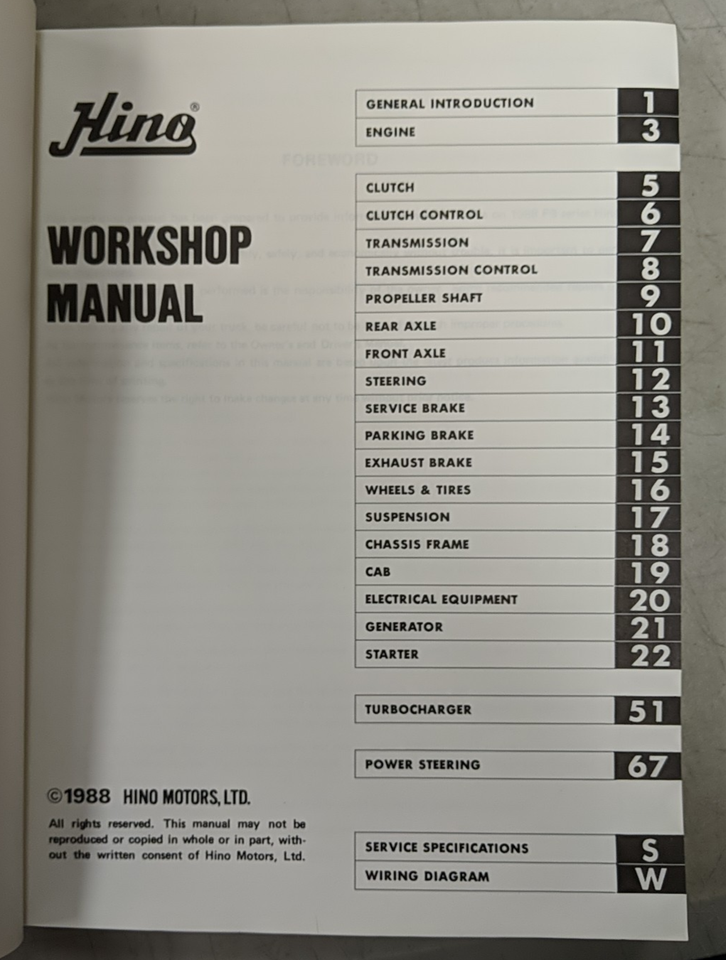 Hino®
WORKSHOP
MANUAL
©1988 HINO MOTORS, LTD.
All rights reserved. This manual may not be
reproduced or copied in whole or in part, with-
out the written consent of Hino Motors, Ltd.
GENERAL INTRODUCTION 1
ENGINE 3
CLUTCH 5
CLUTCH CONTROL 6
TRANSMISSION 7
TRANSMISSION CONTROL 8
PROPELLER SHAFT 9
REAR AXLE 10
FRONT AXLE 11
STEERING 12
SERVICE BRAKE 13
PARKING BRAKE 14
EXHAUST BRAKE 15
WHEELS & TIRES 16
SUSPENSION 17
CHASSIS FRAME 18
CAB 19
ELECTRICAL EQUIPMENT 20
GENERATOR 21
STARTER 22
TURBOCHARGER 51
POWER STEERING 67
SERVICE SPECIFICATIONS S
WIRING DIAGRAM W
FOREWORD